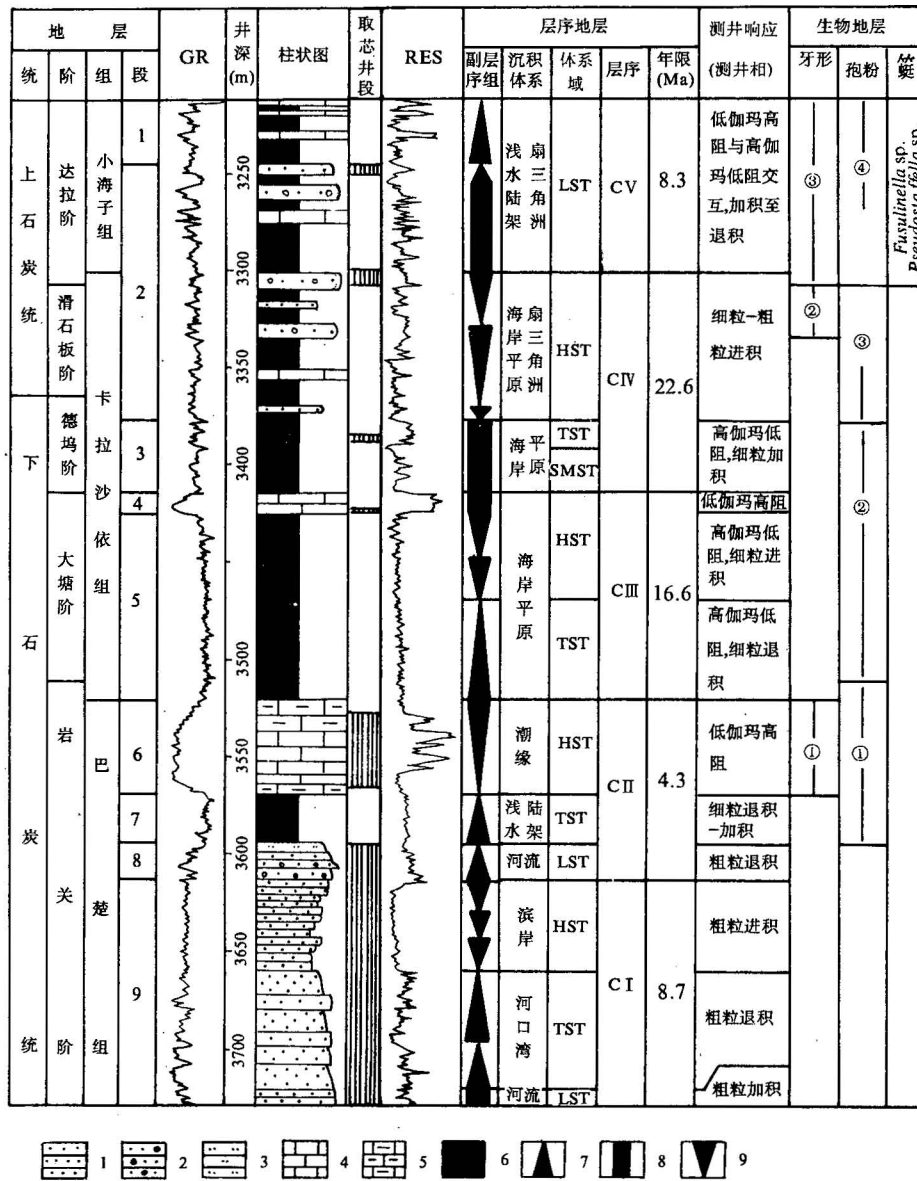 地 层
GR
井深(m)
柱状图
取芯井段
RES
层序地层
测井响应
(测井相)
生物地层
统
阶
组
段
副层序组
沉积体系
体系域
层序
年限(Ma)
牙形
孢粉
䗴
上石炭统
下石炭统
达拉阶
滑石板阶
德坞阶
大塘阶
岩关阶
小海子组
卡拉沙依组
巴楚组
1
2
3
4
5
6
7
8
9
3250
3300
3350
3400
3500
3550
3600
3650
3700
浅水陆架
扇三角洲
海岸平原
扇三角洲
海岸平原
海岸平原
潮缘
浅水陆架
河流
滨岸
河口湾
河流
LST
HST
TST
SMST
HST
TST
HST
TST
LST
HST
TST
LST
CV
CIV
CIII
CII
CI
8.3
22.6
16.6
4.3
8.7
低伽玛高
阻与高伽
玛低阻交
互,加积至
退积
细粒–粗
粒进积
高伽玛低
阻,细粒加
积
低伽玛高阻
高伽玛低
阻,细粒进
积
高伽玛低
阻,细粒退
积
低伽玛高
阻
细粒退积
–加积
粗粒退积
粗粒进积
粗粒退积
粗粒加积
③
②
①
④
③
②
①
Fusulinella sp.
Pseudostaffella sp.
1 2 3 4 5 6 7 8 9